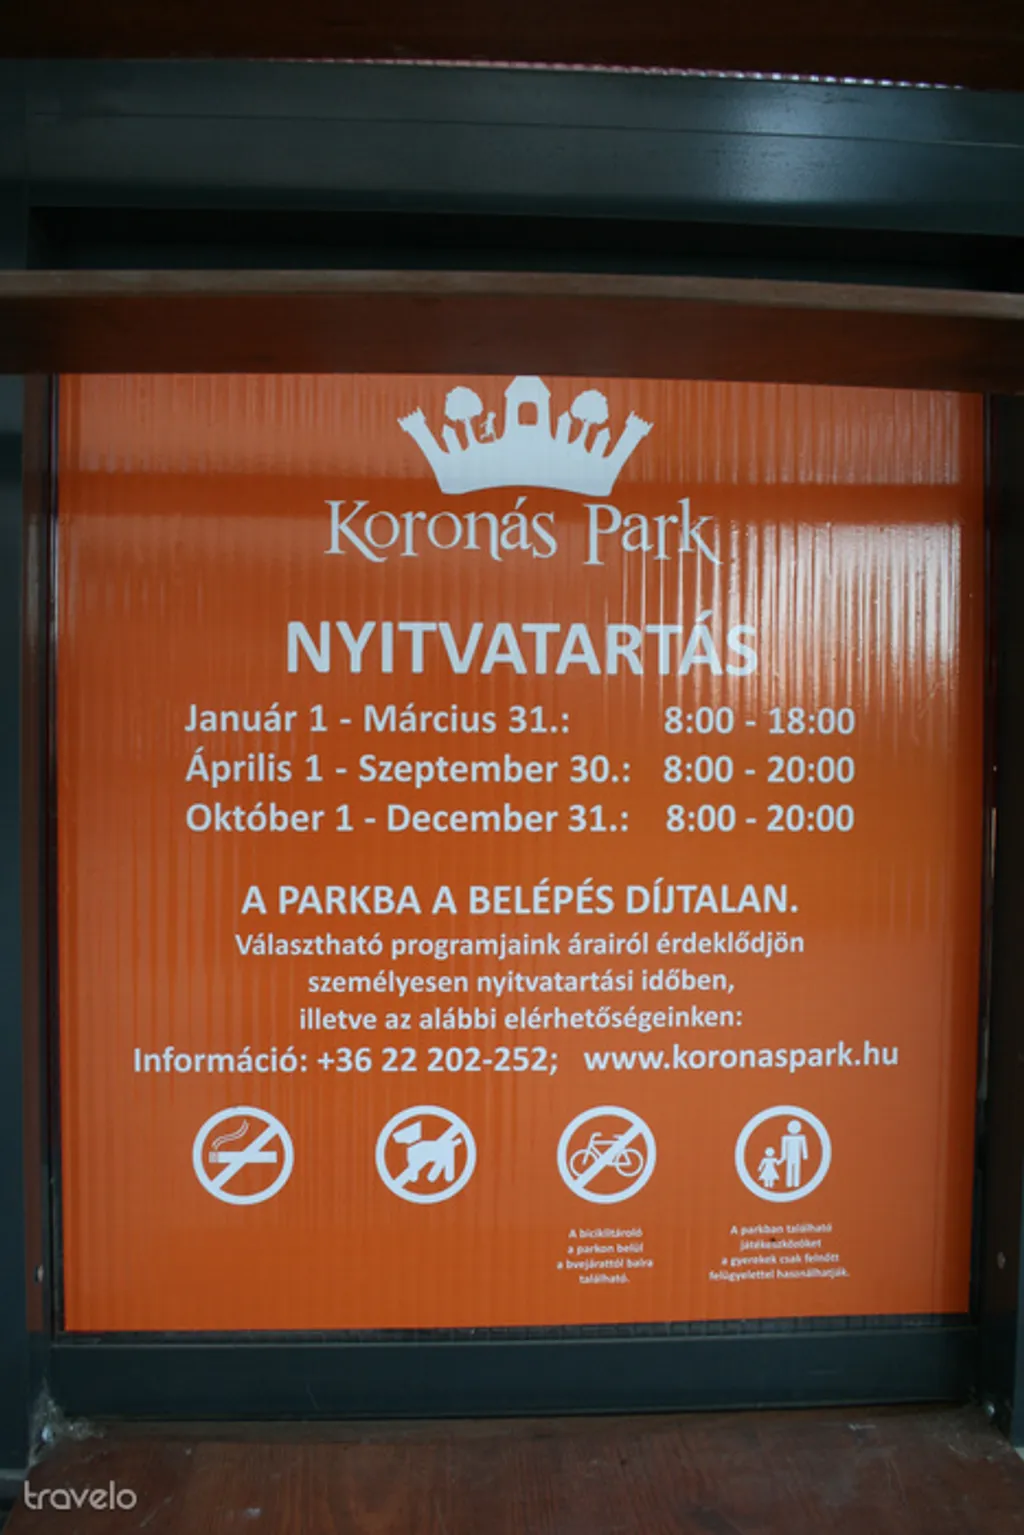 Koronás Park
NYITVATARTÁS
Január 1 - Március 31.: 8:00 - 18:00
Április 1 - Szeptember 30.: 8:00 - 20:00
Október 1 - December 31.: 8:00 - 20:00
A PARKBA A BELÉPÉS DÍJTALAN.
Választható programjaink árairól érdeklődjön
személyesen nyitvatartási időben,
illetve az alábbi elérhetőségeinken:
Információ: +36 22 202-252; www.koronaspark.hu
A biciklitároló
a parkon belül
a bvejárattól balra
található.
A parkban található
játékeszközöket
a gyerekek csak felnőtt
felügyelettel használhatják.
travelo